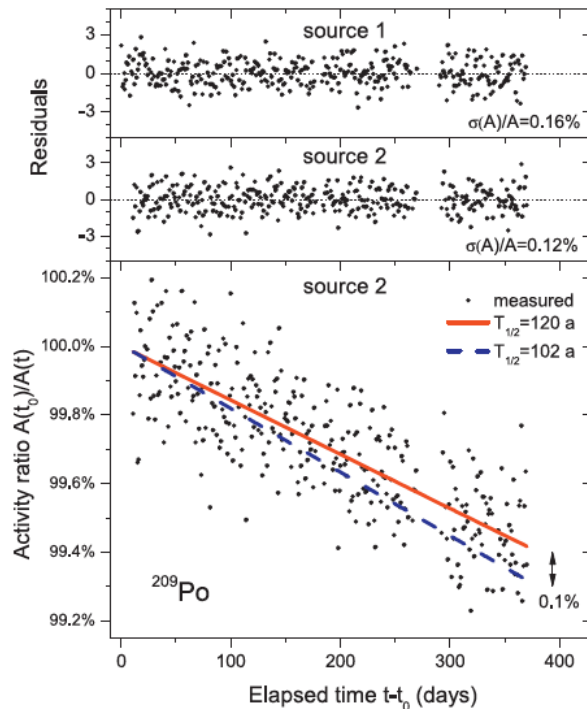 Residuals
3
0
-3
source 1
σ(A)/A=0.16%
3
0
-3
source 2
σ(A)/A=0.12%
Activity ratio A(t0)/A(t)
100.2%
100.0%
99.8%
99.6%
99.4%
99.2%
source 2
measured
T1/2=120 a
T1/2=102 a
0.1%
209Po
0 100 200 300 400
Elapsed time t-t0 (days)